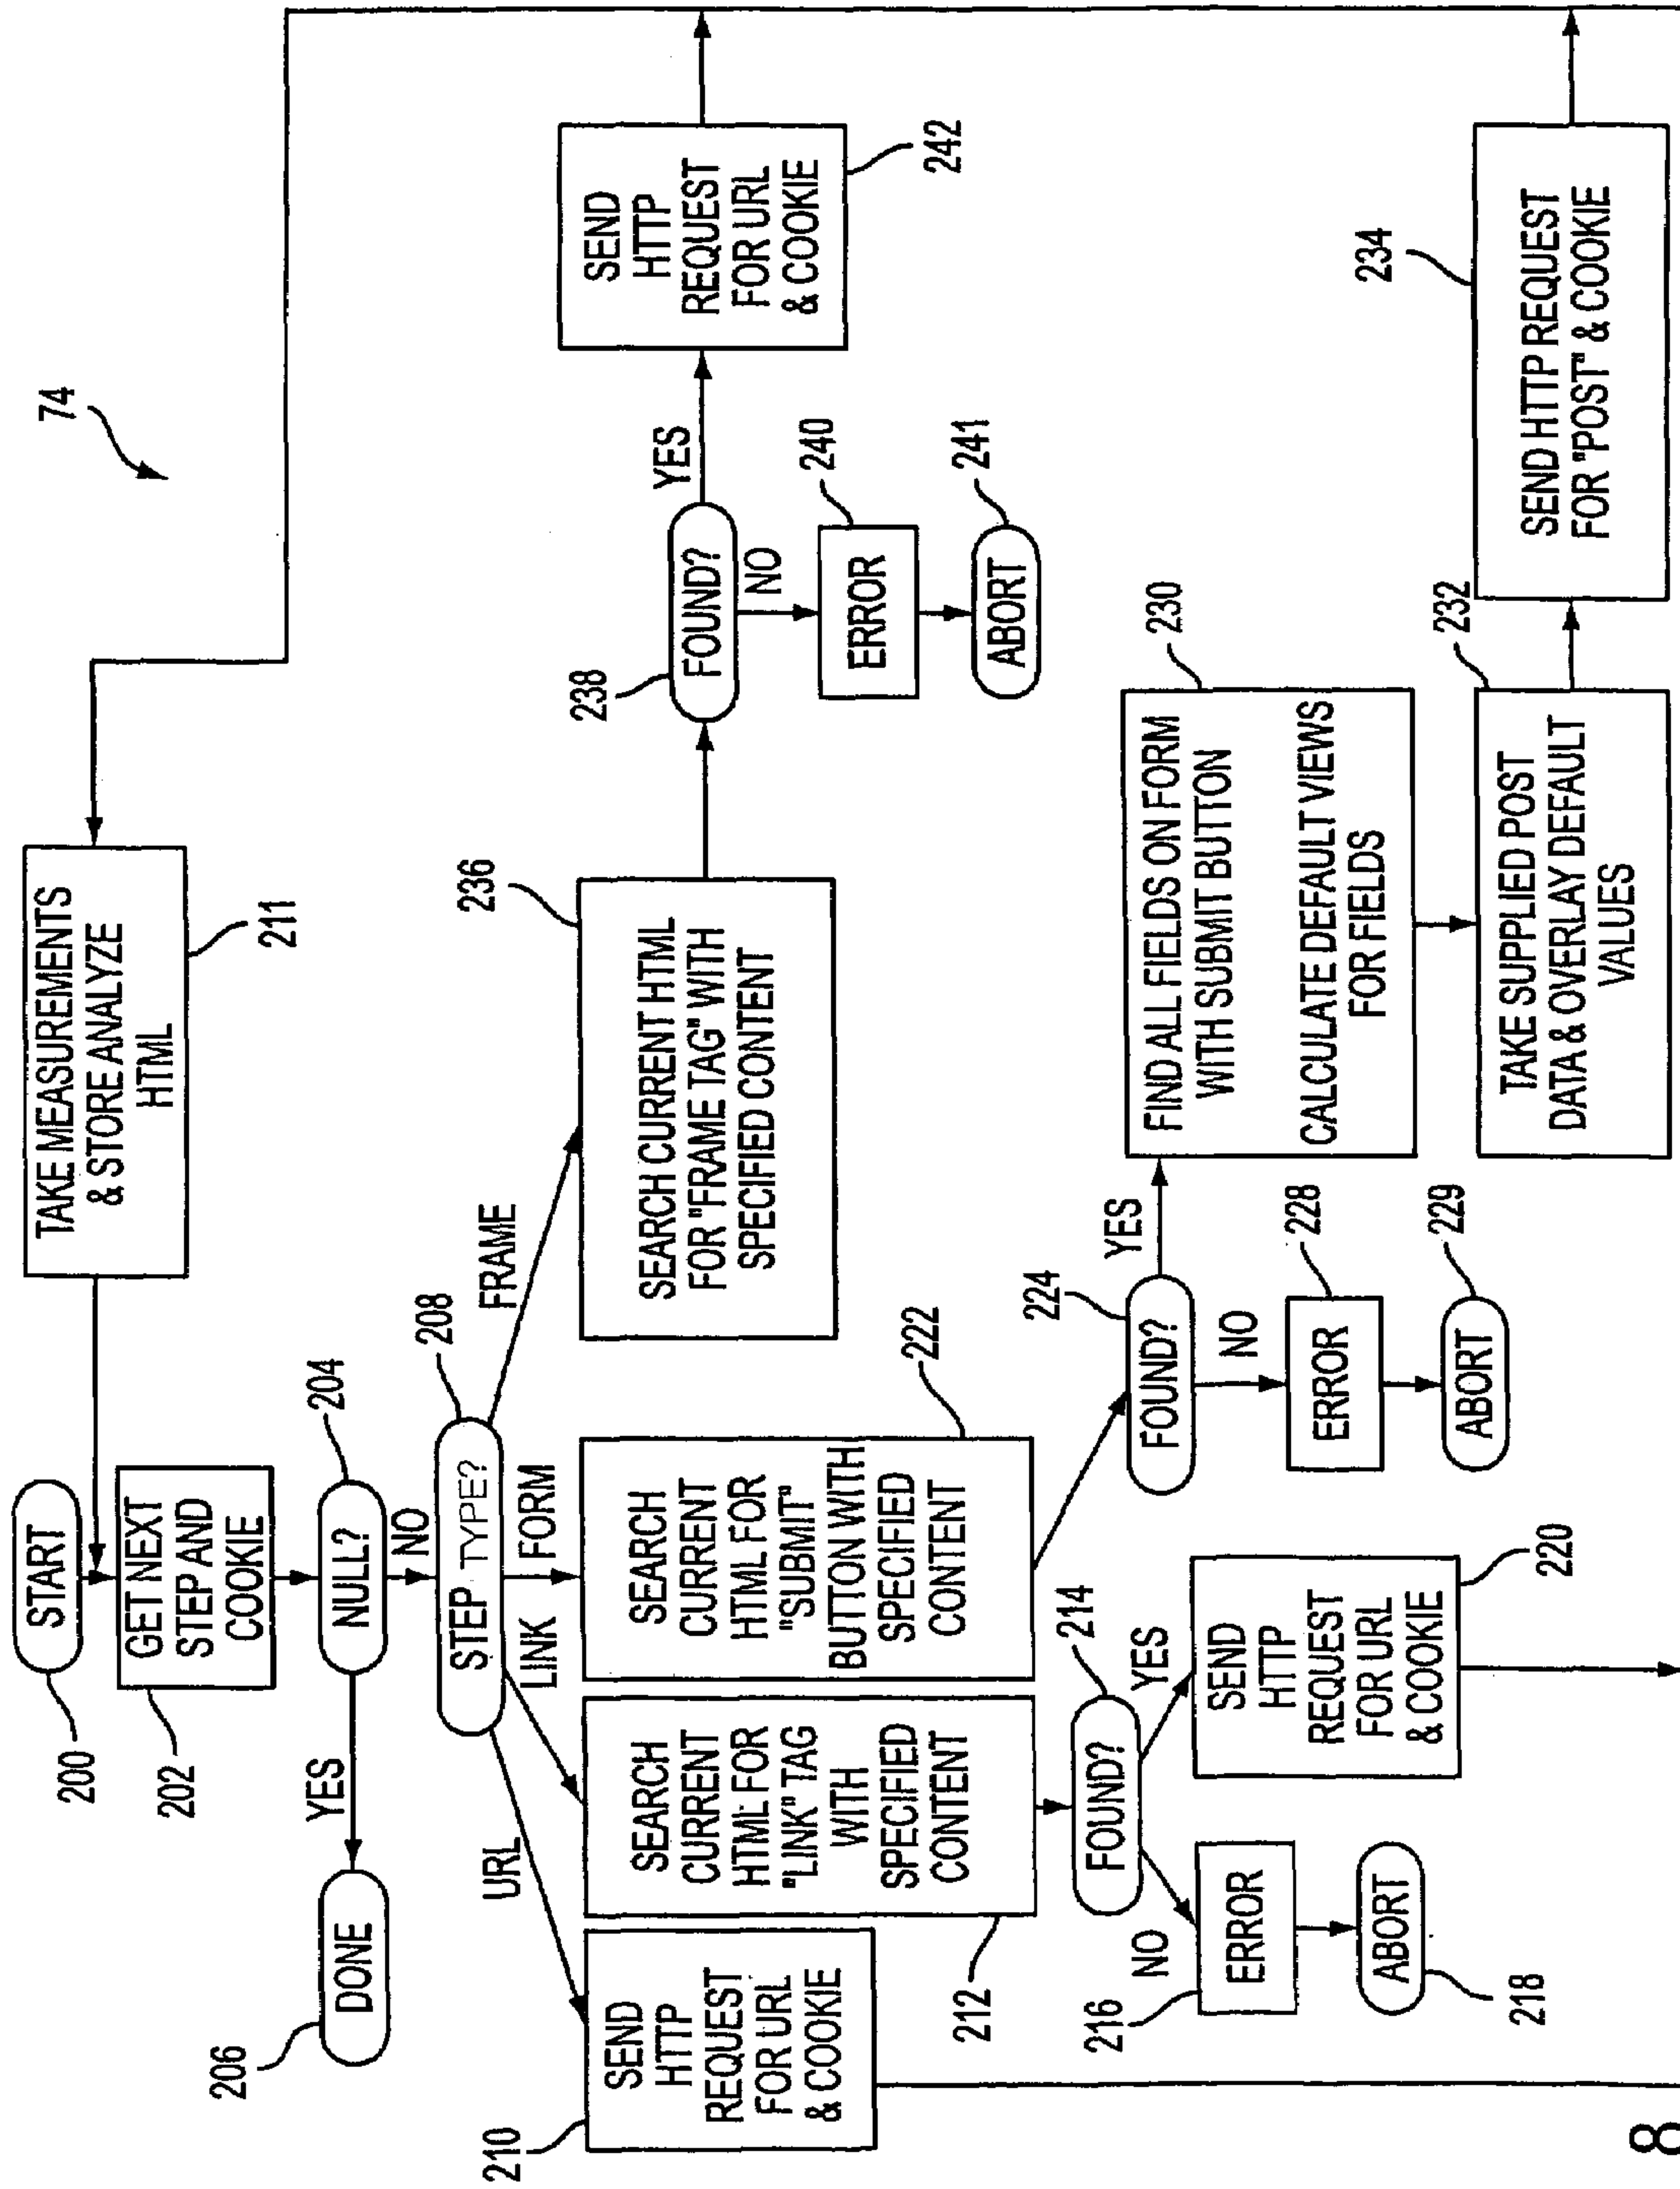 74
200
START
TAKE MEASUREMENTS
& STORE ANALYZE
HTML
211
202
GET NEXT
STEP AND
COOKIE
206
DONE
YES
NULL?
204
NO
STEP TYPE?
208
URL
LINK
FORM
FRAME
210
SEND
HTTP
REQUEST
FOR URL
& COOKIE
SEARCH
CURRENT
HTML FOR
"LINK" TAG
WITH
SPECIFIED
CONTENT
212
SEARCH
CURRENT
HTML FOR
"SUBMIT"
BUTTON WITH
SPECIFIED
CONTENT
222
SEARCH CURRENT HTML
FOR "FRAME TAG" WITH
SPECIFIED CONTENT
236
238
FOUND?
YES
NO
SEND
HTTP
REQUEST
FOR URL
& COOKIE
242
ERROR
240
ABORT
241
FOUND?
214
NO
YES
216
ERROR
ABORT
218
SEND
HTTP
REQUEST
FOR URL
& COOKIE
220
224
FOUND?
YES
NO
ERROR
228
ABORT
229
FIND ALL FIELDS ON FORM
WITH SUBMIT BUTTON
CALCULATE DEFAULT VIEWS
FOR FIELDS
230
TAKE SUPPLIED POST
DATA & OVERLAY DEFAULT
VALUES
232
SEND HTTP REQUEST
FOR "POST" & COOKIE
234
8